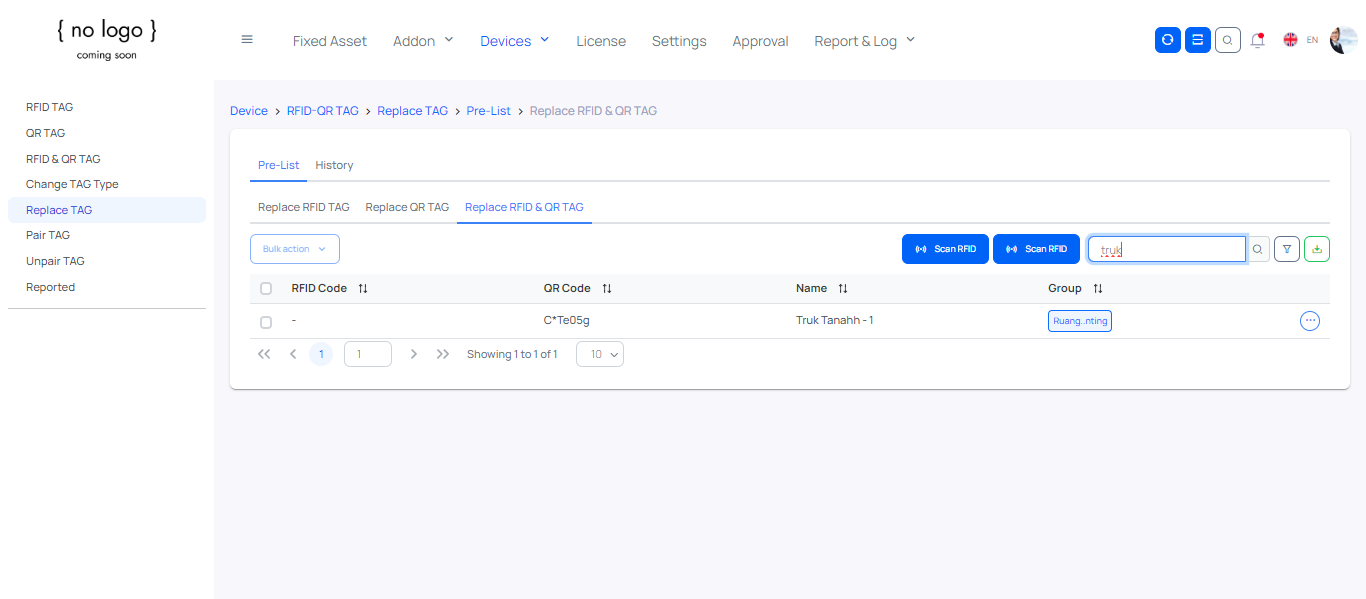 { no logo }
coming soon
Fixed Asset Addon Devices License Settings Approval Report & Log EN
RFID TAG
QR TAG
RFID & QR TAG
Change TAG Type
Replace TAG
Pair TAG
Unpair TAG
Reported
Device > RFID-QR TAG > Replace TAG > Pre-List > Replace RFID & QR TAG
Pre-List History
Replace RFID TAG Replace QR TAG Replace RFID & QR TAG
Bulk action Scan RFID Scan RFID truk
RFID Code QR Code Name Group
- C*Te05g Truk Tanahh - 1 Ruang..nting
1 1 Showing 1 to 1 of 1 10